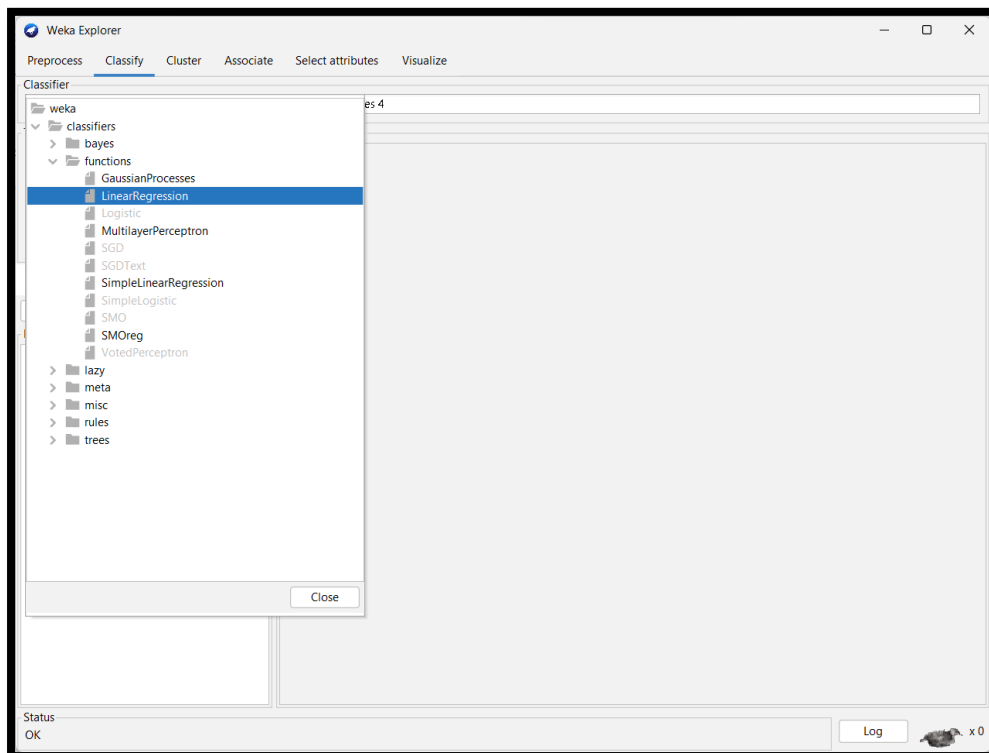 Weka Explorer
Preprocess Classify Cluster Associate Select attributes Visualize
Classifier
es 4
weka
classifiers
bayes
functions
GaussianProcesses
LinearRegression
Logistic
MultilayerPerceptron
SGD
SGDText
SimpleLinearRegression
SimpleLogistic
SMO
SMOreg
VotedPerceptron
lazy
meta
misc
rules
trees
Close
Status
OK
Log
x 0